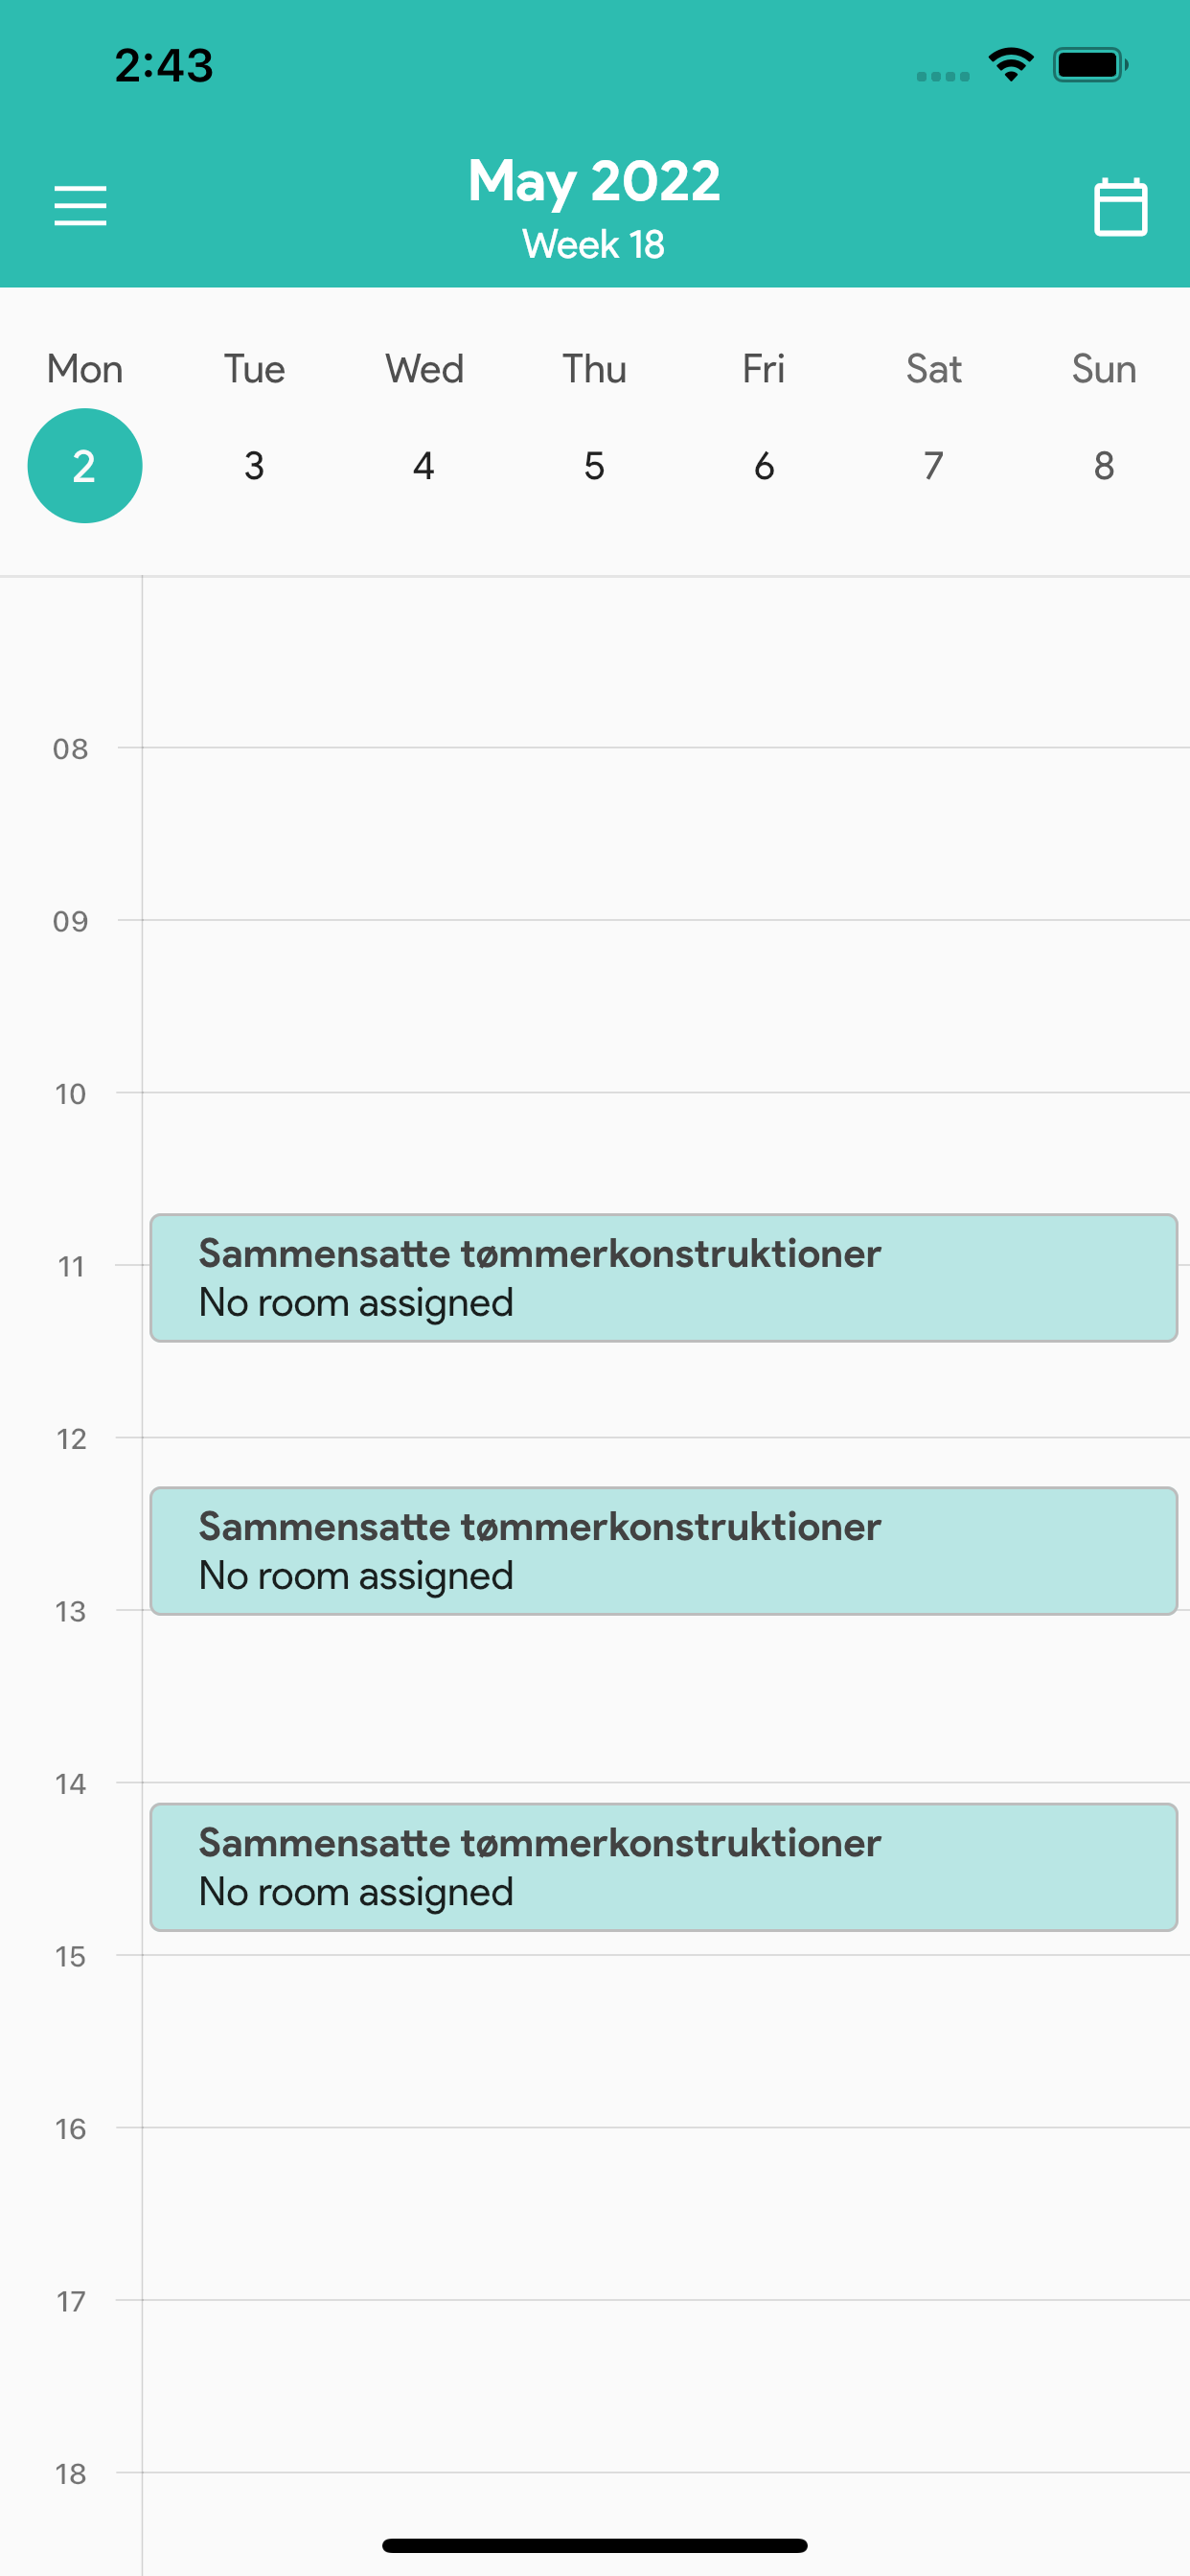 2:43
May 2022
Week 18
Mon Tue Wed Thu Fri Sat Sun
2 3 4 5 6 7 8
08
09
10
Sammensatte tømmerkonstruktioner
11
No room assigned
12
Sammensatte tømmerkonstruktioner
No room assigned
13
14
Sammensatte tømmerkonstruktioner
No room assigned
15
16
17
18